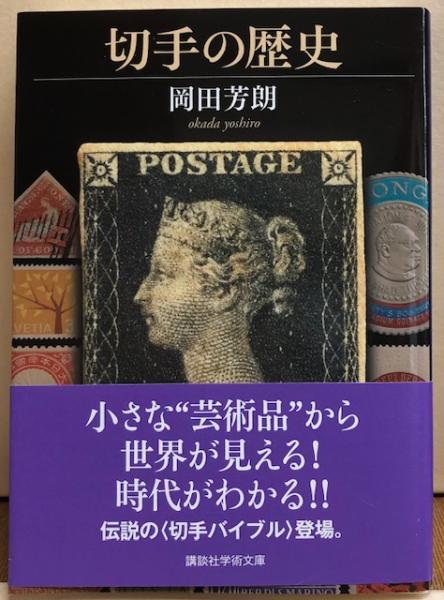 切手の歴史
岡田芳朗
okada yoshiro
POSTAGE
ONG
VETIA
小さな“芸術品”から
世界が見える!
時代がわかる!!
伝説の〈切手バイブル〉登場。
講談社学術文庫